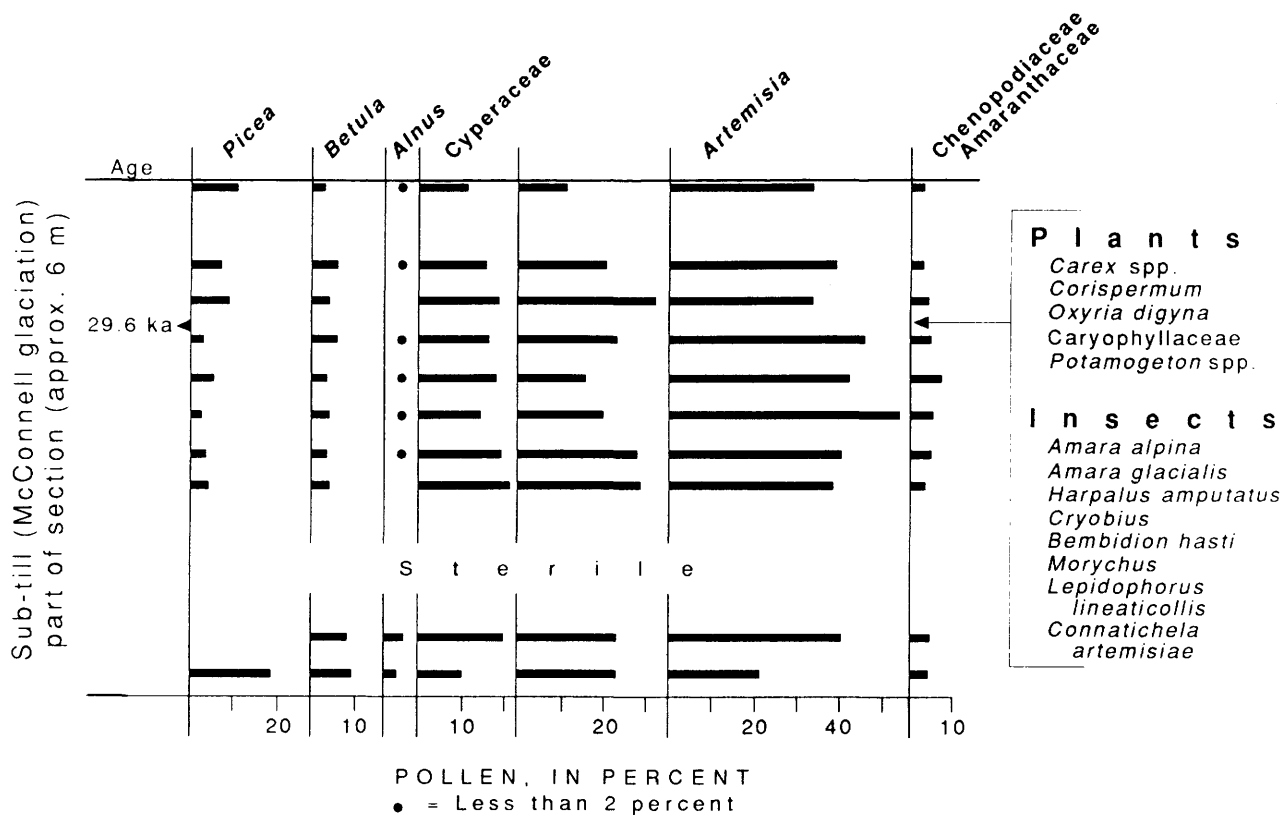 Picea
Betula
Alnus
Cyperaceae
Artemisia
Chenopodiaceae
Amaranthaceae
Age
Sub-till (McConnell glaciation)
part of section (approx. 6 m)
29.6 ka
Plants
Carex spp.
Corispermum
Oxyria digyna
Caryophyllaceae
Potamogeton spp.
Insects
Amara alpina
Amara glacialis
Harpalus amputatus
Cryobius
Bembidion hasti
Morychus
Lepidophorus
lineaticollis
Connatichela
artemisiae
Sterile
20 10 10 20 20 40 10
POLLEN, IN PERCENT
• = Less than 2 percent